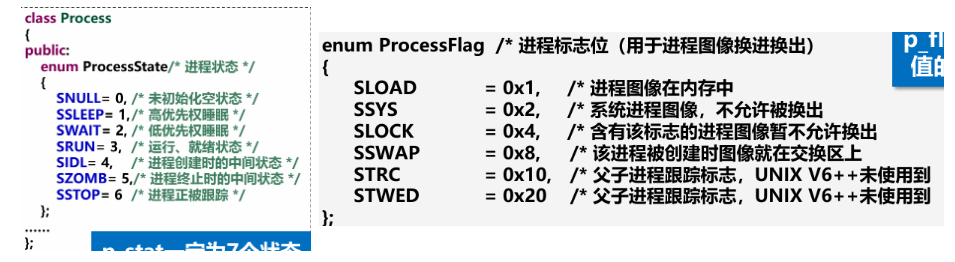 class Process
{
public:
enum ProcessState/* 进程状态 */
{
SNULL= 0, /* 未初始化空状态 */
SSLEEP= 1, /* 高优先权睡眠 */
SWAIT= 2, /* 低优先权睡眠 */
SRUN= 3, /* 运行、就绪状态 */
SIDL= 4, /* 进程创建时的中间状态 */
SZOMB= 5,/* 进程终止时的中间状态 */
SSTOP= 6 /* 进程正被跟踪 */
};
......
};
enum ProcessFlag /* 进程标志位（用于进程图像换进换出）
{
SLOAD = 0x1, /* 进程图像在内存中
SSYS = 0x2, /* 系统进程图像，不允许被换出
SLOCK = 0x4, /* 含有该标志的进程图像暂不允许换出
SSWAP = 0x8, /* 该进程被创建时图像就在交换区上
STRC = 0x10, /* 父子进程跟踪标志，UNIX V6++未使用到
STWED = 0x20 /* 父子进程跟踪标志，UNIX V6++未使用到
};
p_fl
值的